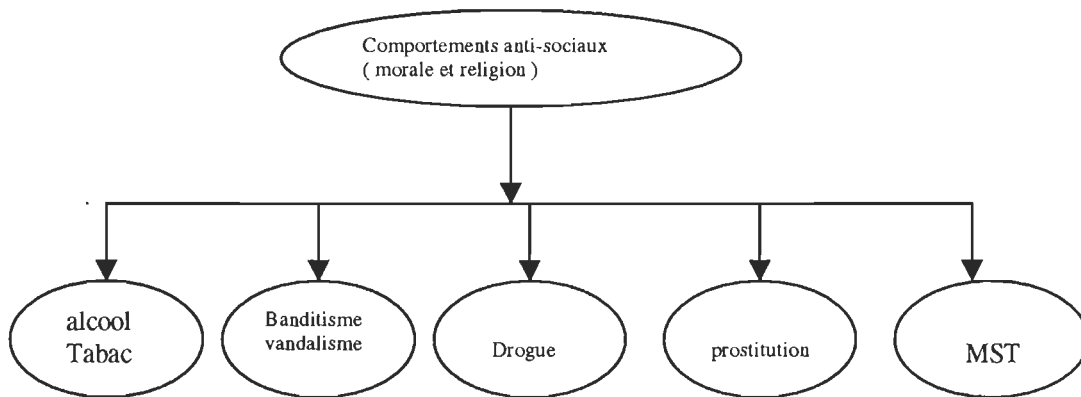 Comportements anti-sociaux
( morale et religion )
alcool
Tabac
Banditisme
vandalisme
Drogue
prostitution
MST